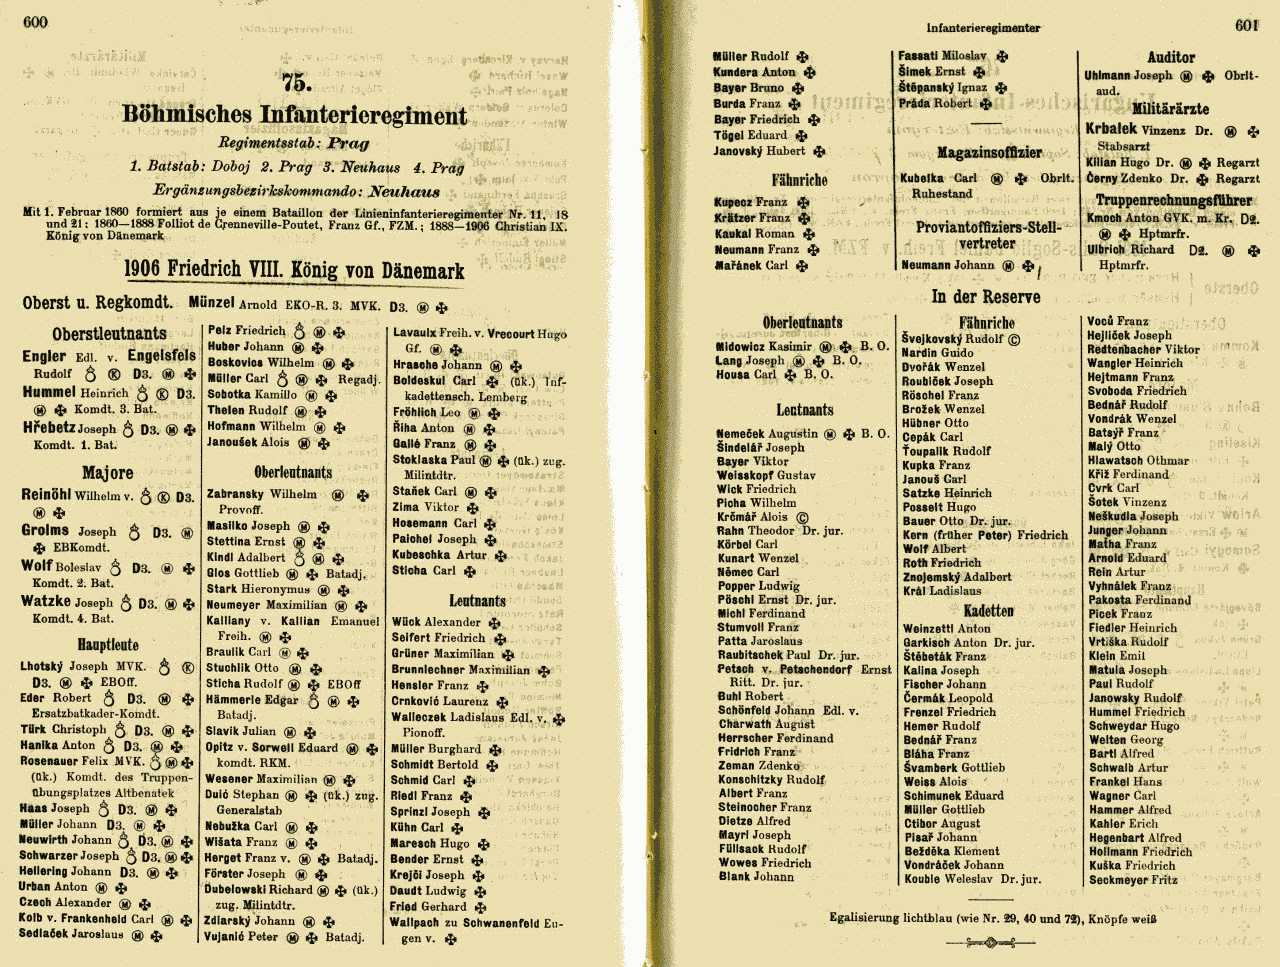 600
75.
Böhmisches Infanterieregiment
Regimentsstab: Prag
1. Batstab: Doboj 2. Prag 3. Neuhaus 4. Prag
Ergänzungsbezirkskommando: Neuhaus
Mit 1. Februar 1860 formiert aus je einem Bataillon der Linieninfanterieregimenter Nr. 11, 18
und 21; 1860—1888 Folliot de Crenneville-Poutet, Franz Gf., FZM.; 1888—1906 Christian IX.
König von Dänemark
1906 Friedrich VIII. König von Dänemark
Oberst u. Regkomdt. Münzel Arnold EKO-R. 3. MVK. D3. Ⓜ ✠
Oberstleutnants
Engler Edl. v. Engelsfels
Rudolf Ⓚ D3. Ⓜ ✠
Hummel Heinrich Ⓚ D3.
Ⓜ ✠ Komdt. 3. Bat.
Hřebetz Joseph D3. Ⓜ ✠
Komdt. 1. Bat.
Majore
Reinöhl Wilhelm v. Ⓚ D3.
Ⓜ ✠
Grolms Joseph D3. Ⓜ
✠ EBKomdt.
Wolf Boleslav D3. Ⓜ ✠
Komdt. 2. Bat.
Watzke Joseph D3. Ⓜ ✠
Komdt. 4. Bat.
Hauptleute
Lhotský Joseph MVK. Ⓚ
D3. Ⓜ ✠ EBOff.
Eder Robert D3. Ⓜ ✠
Ersatzbatkader-Komdt.
Türk Christoph D3. Ⓜ ✠
Hanika Anton D3. Ⓜ ✠
Rosenauer Felix MVK. Ⓜ ✠
(ük.) Komdt. des Truppen-
übungsplatzes Altbenatek
Haas Joseph D3. Ⓜ ✠
Müller Johann D3. Ⓜ ✠
Neuwirth Johann D3. Ⓜ ✠
Schwarzer Joseph D3. Ⓜ ✠
Hellering Johann D3. Ⓜ ✠
Urban Anton Ⓜ ✠
Czech Alexander Ⓜ ✠
Kolb v. Frankenheld Carl Ⓜ ✠
Sedlaček Jaroslaus Ⓜ ✠
Pelz Friedrich Ⓜ ✠
Huber Johann Ⓜ ✠
Boskovics Wilhelm Ⓜ ✠
Müller Carl Ⓜ ✠ Regadj.
Sobotka Kamillo Ⓜ ✠
Thelen Rudolf Ⓜ ✠
Hofmann Wilhelm Ⓜ ✠
Janoušek Alois Ⓜ ✠
Oberleutnants
Zabransky Wilhelm Ⓜ ✠
Provoff.
Masilko Joseph Ⓜ ✠
Stettina Ernst Ⓜ ✠
Kindl Adalbert Ⓜ ✠
Glos Gottlieb Ⓜ ✠ Batadj.
Stark Hieronymus Ⓜ ✠
Neumeyer Maximilian Ⓜ ✠
Kalliany v. Kallian Emanuel
Freih. Ⓜ ✠
Braulik Carl Ⓜ ✠
Stuchlik Otto Ⓜ ✠
Sticha Rudolf Ⓜ ✠ EBOff
Hämmerle Edgar Ⓜ ✠
Batadj.
Slavik Julian Ⓜ ✠
Opitz v. Sorwell Eduard Ⓜ ✠
komdt. RKM.
Wesener Maximilian Ⓜ ✠
Duić Stephan Ⓜ ✠ (ük.) zug.
Generalstab
Nebužka Carl Ⓜ ✠
Wišata Franz Ⓜ ✠
Herget Franz v. Ⓜ ✠ Batadj.
Förster Joseph Ⓜ ✠
Dubelowski Richard Ⓜ ✠ (ük.)
zug. Milintdtr.
Zdiarský Johann Ⓜ ✠
Vujanić Peter Ⓜ ✠ Batadj.
Lavaulx Freih. v. Vrecourt Hugo
Gf. Ⓜ ✠
Hrasche Johann Ⓜ ✠
Boldeskul Carl ✠ (ük.) Inf-
kadettensch. Lemberg
Fröhlich Leo Ⓜ ✠
Řiha Anton Ⓜ ✠
Gallé Franz Ⓜ ✠
Stoklaska Paul Ⓜ ✠ (ük.) zug.
Milintdtr.
Staňek Carl Ⓜ ✠
Zima Viktor ✠
Hosemann Carl ✠
Palchel Joseph ✠
Kubeschka Artur ✠
Sticha Carl ✠
Leutnants
Wück Alexander ✠
Seifert Friedrich ✠
Grüner Maximilian ✠
Brunnlechner Maximilian ✠
Hensler Franz ✠
Crnković Laurenz ✠
Walleczek Ladislaus Edl. v. ✠
Pionoff.
Müller Burghard ✠
Schmidt Bertold ✠
Schmid Carl ✠
Riedl Franz ✠
Sprinzl Joseph ✠
Kühn Carl ✠
Maresch Hugo ✠
Bender Ernst ✠
Krejči Joseph ✠
Daudt Ludwig ✠
Fried Gerhard ✠
Wallpach zu Schwanenfeld Eu-
gen v. ✠
Infanterieregimenter
601
Müller Rudolf ✠
Kundera Anton ✠
Bayer Bruno ✠
Burda Franz ✠
Bayer Friedrich ✠
Tögel Eduard ✠
Janovský Hubert ✠
Fähnriche
Kupecz Franz ✠
Krätzer Franz ✠
Kaukal Roman ✠
Neumann Franz ✠
Mařánek Carl ✠
Fassati Miloslav ✠
Šimek Ernst ✠
Štěpanský Ignaz ✠
Práda Robert ✠
Magazinsoffizier
Kubelka Carl Ⓜ ✠ Obrlt.
Ruhestand
Proviantoffiziers-Stell-
vertreter
Neumann Johann Ⓜ ✠
Auditor
Uhlmann Joseph Ⓜ ✠ Obrlt-
aud.
Militärärzte
Krbalek Vinzenz Dr. Ⓜ ✠
Stabsarzt
Kilian Hugo Dr. Ⓜ ✠ Regarzt
Černy Zdenko Dr. ✠ Regarzt
Truppenrechnungsführer
Kmoch Anton GVK. m. Kr. D2.
Ⓜ ✠ Hptmrfr.
Ulbrich Richard D2. Ⓜ ✠
Hptmrfr.
In der Reserve
Oberleutnants
Midowicz Kasimir Ⓜ ✠ B. O.
Lang Joseph Ⓜ ✠ B. O.
Housa Carl ✠ B. O.
Leutnants
Nemeček Augustin Ⓜ ✠ B. O.
Šindelář Joseph
Bayer Viktor
Weisskopf Gustav
Wick Friedrich
Picha Wilhelm
Krčmář Alois Ⓒ
Rahn Theodor Dr. jur.
Körbel Carl
Kunart Wenzel
Němec Carl
Popper Ludwig
Pöschl Ernst Dr. jur.
Michl Ferdinand
Stumvoll Franz
Patta Jaroslaus
Raubitschek Paul Dr. jur.
Petsch v. Petschendorf Ernst
Ritt. Dr. jur.
Buhl Robert
Schönfeld Johann Edl. v.
Charwath August
Herrscher Ferdinand
Fridrich Franz
Zeman Zdenko
Konschitzky Rudolf
Albert Franz
Steinocher Franz
Dietze Alfred
Mayrl Joseph
Füllsack Rudolf
Wowes Friedrich
Blank Johann
Fähnriche
Švejkovský Rudolf Ⓒ
Nardin Guido
Dvořák Wenzel
Roubiček Joseph
Röschel Franz
Brožek Wenzel
Hübner Otto
Cepák Carl
Ťoupalik Rudolf
Kupka Franz
Janouš Carl
Satzke Heinrich
Posselt Hugo
Bauer Otto Dr. jur.
Kern (früher Peter) Friedrich
Wolf Albert
Roth Friedrich
Znojemský Adalbert
Král Ladislaus
Kadetten
Weinzettl Anton
Garkisch Anton Dr. jur.
Štěbeták Franz
Kalina Joseph
Fischer Johann
Čermák Leopold
Frenzel Friedrich
Hemer Rudolf
Bednář Franz
Bláha Franz
Švamberk Gottlieb
Weiss Alois
Schimunek Eduard
Müller Gottlieb
Ctibor August
Pisař Johann
Bežděka Klement
Vondráček Johann
Kouble Weleslav Dr. jur.
Voců Franz
Hejliček Joseph
Redtenbacher Viktor
Wangler Heinrich
Hejtmann Franz
Svoboda Friedrich
Bednář Rudolf
Vondrák Wenzel
Batsýř Franz
Malý Otto
Hlawatsch Othmar
Kříž Ferdinand
Cvrk Carl
Šotek Vinzenz
Neškudla Joseph
Junger Johann
Matha Franz
Arnold Eduard
Rein Artur
Vyhnálek Franz
Pakosta Ferdinand
Picek Franz
Fiedler Heinrich
Vrtiška Rudolf
Klein Emil
Matula Joseph
Paul Rudolf
Janowsky Rudolf
Hummel Friedrich
Schweydar Hugo
Welten Georg
Bartl Alfred
Schwalb Artur
Frankel Hans
Wagner Carl
Hammer Alfred
Kahler Erich
Hegenbart Alfred
Hollmann Friedrich
Kuška Friedrich
Seckmeyer Fritz
Egalisierung lichtblau (wie Nr. 29, 40 und 72), Knöpfe weiß